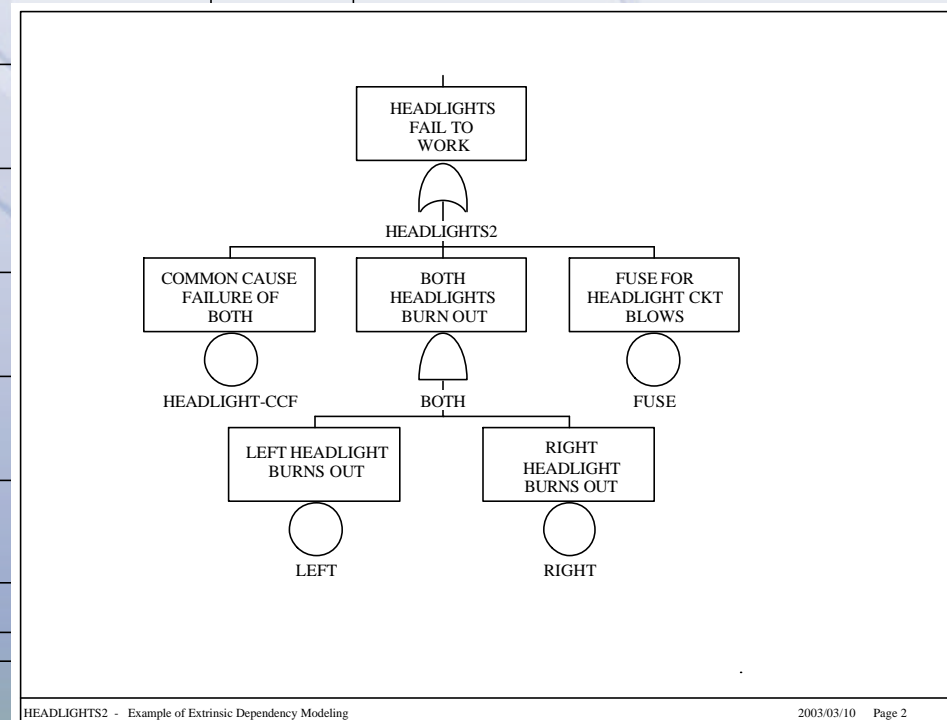 HEADLIGHTS
FAIL TO
WORK
HEADLIGHTS2
COMMON CAUSE
FAILURE OF
BOTH
HEADLIGHT-CCF
BOTH
HEADLIGHTS
BURN OUT
BOTH
FUSE FOR
HEADLIGHT CKT
BLOWS
FUSE
LEFT HEADLIGHT
BURNS OUT
LEFT
RIGHT
HEADLIGHT
BURNS OUT
RIGHT
HEADLIGHTS2 - Example of Extrinsic Dependency Modeling
2003/03/10 Page 2